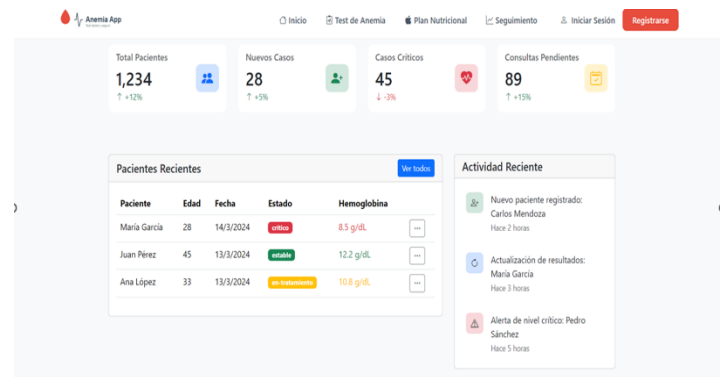 Anemia App
Inicio
Test de Anemia
Plan Nutricional
Seguimiento
Iniciar Sesión
Registrarse
Total Pacientes
1,234
↑ +12%
Nuevos Casos
28
↑ +5%
Casos Críticos
45
↓ -3%
Consultas Pendientes
89
↑ +15%
Pacientes Recientes
Ver todos
Paciente Edad Fecha Estado Hemoglobina
María García 28 14/3/2024 crítico 8.5 g/dL ...
Juan Pérez 45 13/3/2024 estable 12.2 g/dL ...
Ana López 33 13/3/2024 en-tratamiento 10.8 g/dL ...
Actividad Reciente
Nuevo paciente registrado:
Carlos Mendoza
Hace 2 horas
Actualización de resultados:
María García
Hace 3 horas
Alerta de nivel crítico: Pedro
Sánchez
Hace 5 horas